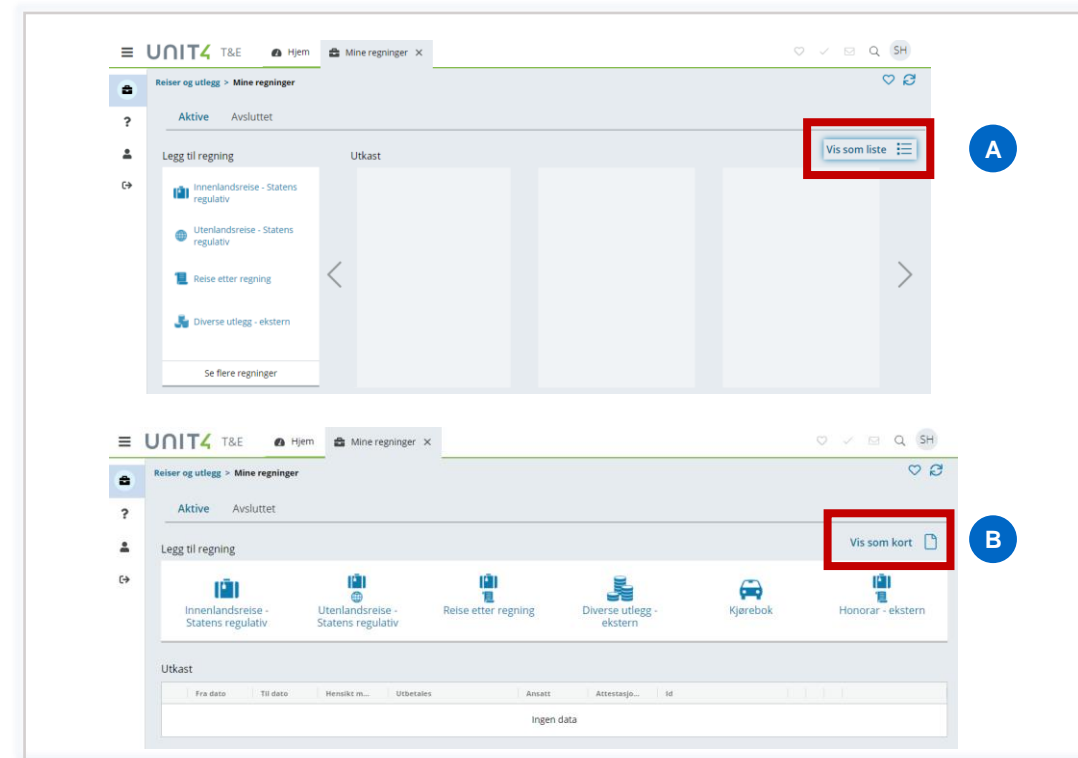 UNIT4 T&E Hjem Mine regninger X SH
Reiser og utlegg > Mine regninger
? Aktive Avsluttet
Vis som liste
A
Legg til regning Utkast
Innenlandsreise - Statens
regulativ
Utenlandsreise - Statens
regulativ
Reise etter regning
Diverse utlegg - ekstern
Se flere regninger
UNIT4 T&E Hjem Mine regninger X SH
Reiser og utlegg > Mine regninger
? Aktive Avsluttet
Vis som kort
B
Legg til regning
Innenlandsreise -
Statens regulativ
Utenlandsreise -
Statens regulativ
Reise etter regning
Diverse utlegg -
ekstern
Kjørebok
Honorar - ekstern
Utkast
Fra dato Til dato Hensikt m... Utbetales Ansatt Attestasjo... Id
Ingen data